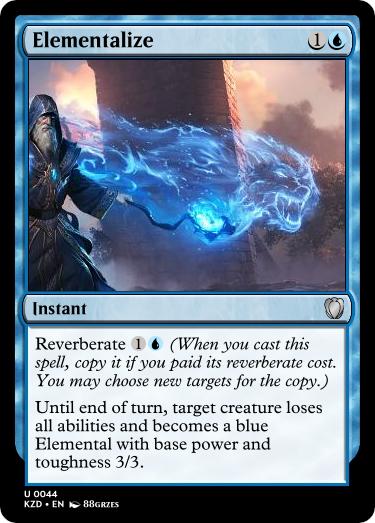 Elementalize 1
Instant
Reverberate 1 (When you cast this
spell, copy it if you paid its reverberate cost.
You may choose new targets for the copy.)
Until end of turn, target creature loses
all abilities and becomes a blue
Elemental with base power and
toughness 3/3.
U 0044
KZD • EN 88GRZES